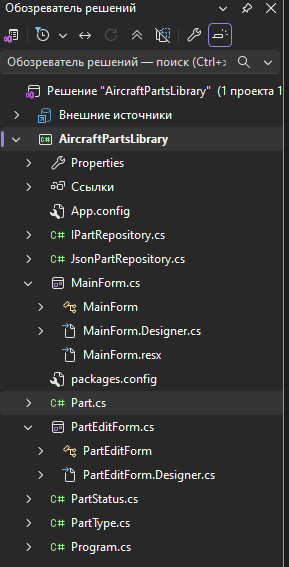 Обозреватель решений
Обозреватель решений — поиск (Ctrl+ж
Решение "AircraftPartsLibrary" (1 проекта 1
Внешние источники
C# AircraftPartsLibrary
Properties
Ссылки
App.config
C# IPartRepository.cs
C# JsonPartRepository.cs
MainForm.cs
MainForm
MainForm.Designer.cs
MainForm.resx
packages.config
C# Part.cs
PartEditForm.cs
PartEditForm
PartEditForm.Designer.cs
C# PartStatus.cs
C# PartType.cs
C# Program.cs